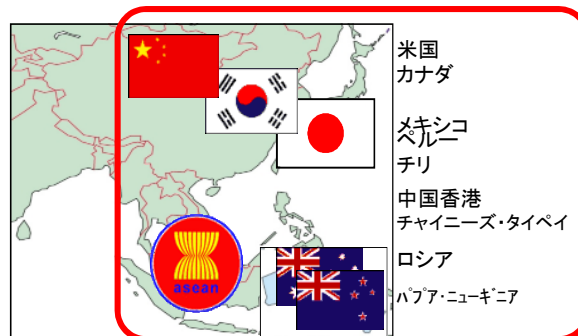 米国
カナダ
メキシコ
ペルー
チリ
中国香港
チャイニーズ・タイペイ
asean
ロシア
パプア・ニューギニア